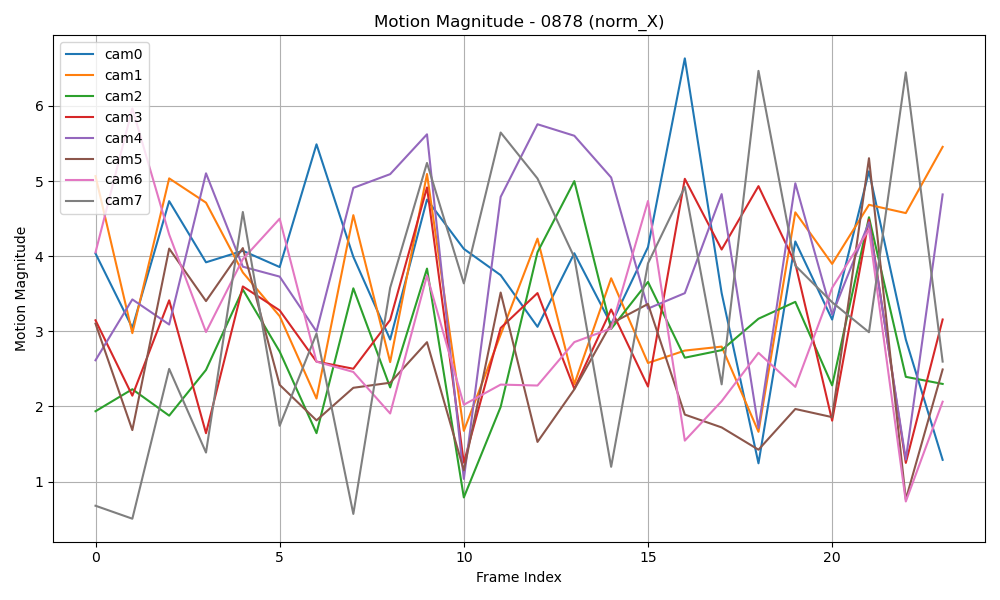 Motion Magnitude - 0878 (norm_X)
cam0
cam1
cam2
cam3
cam4
cam5
cam6
cam7
Motion Magnitude
6
5
4
3
2
1
0 5 10 15 20
Frame Index